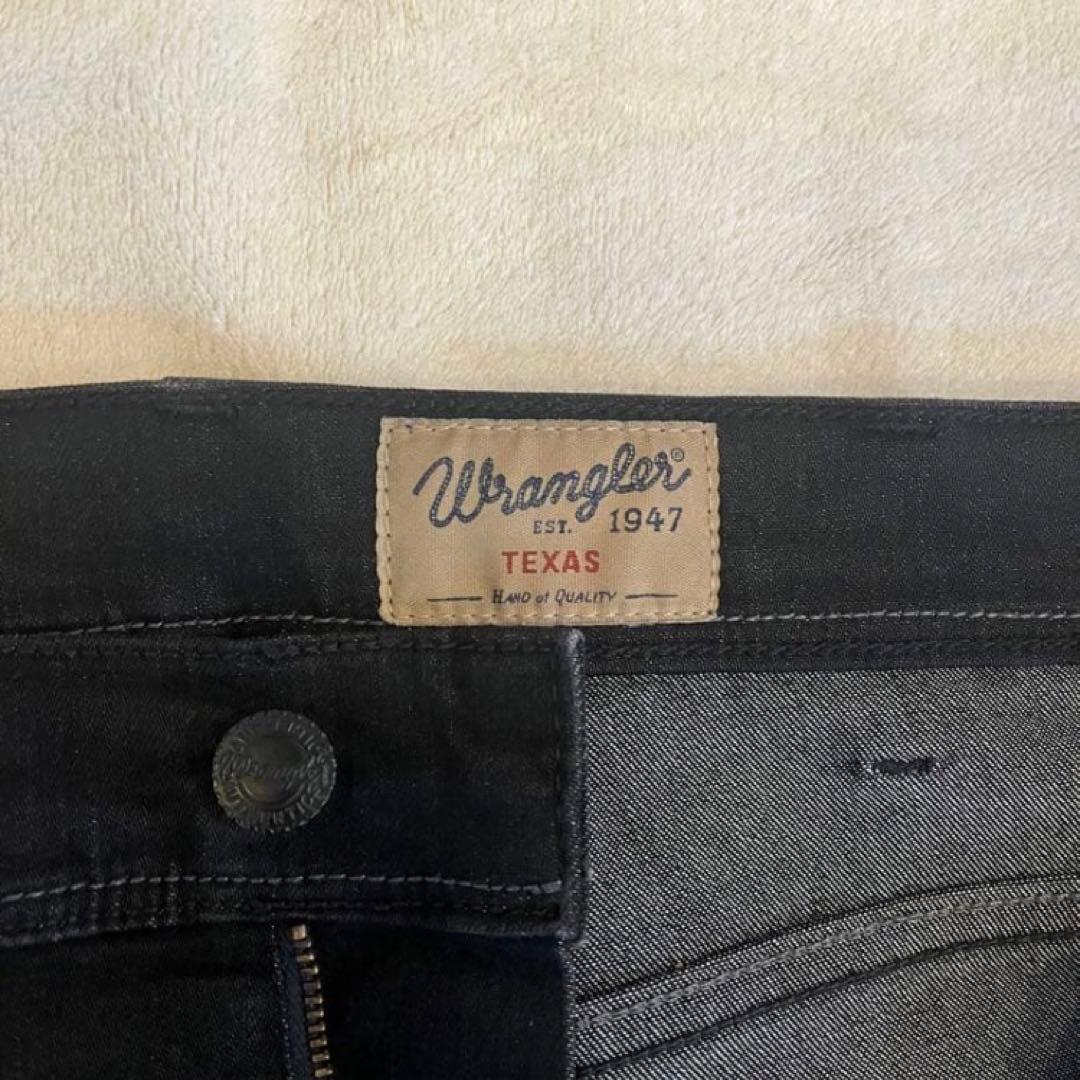 Wrangler®
EST. 1947
TEXAS
HAND of QUALITY